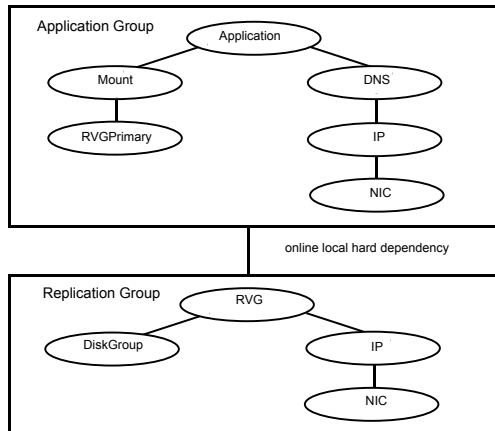 Application Group
Application
Mount
DNS
RVGPrimary
IP
NIC
online local hard dependency
Replication Group
RVG
DiskGroup
IP
NIC